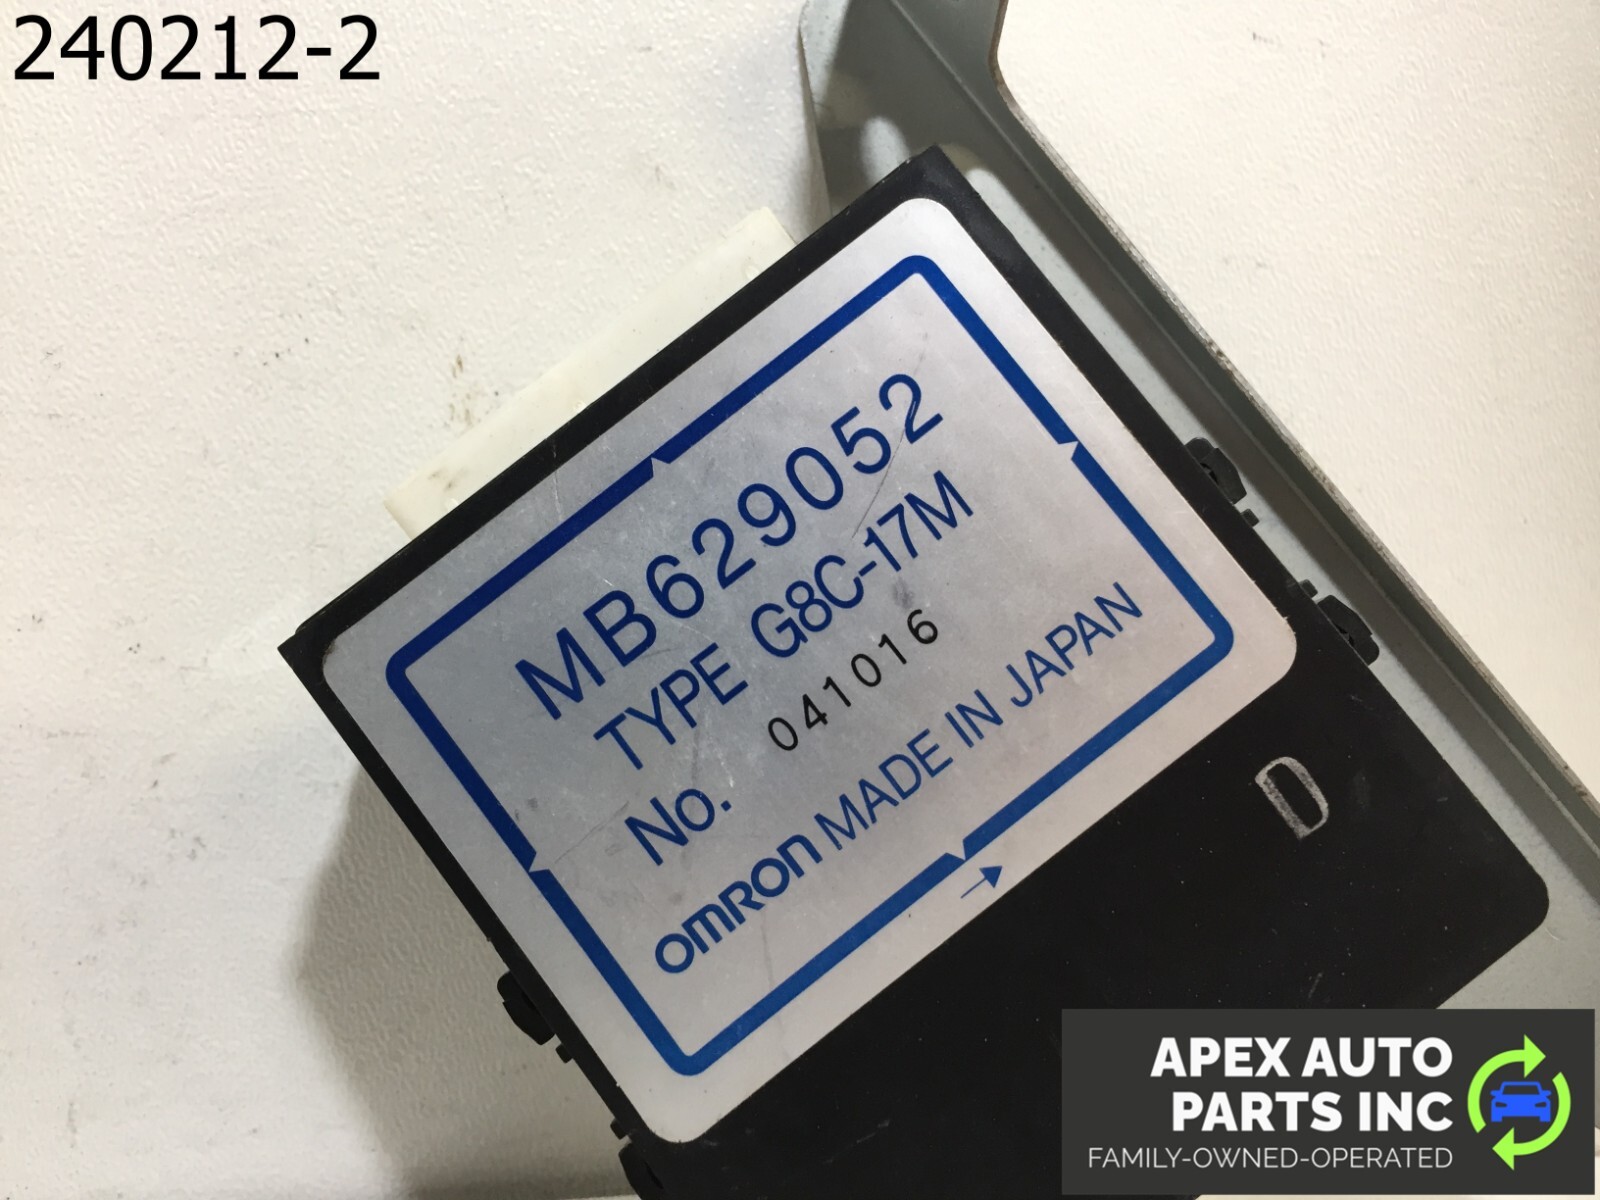 240212-2
MB629052
TYPE G8C-17M
No. 041016
OMRON MADE IN JAPAN
D
APEX AUTO
PARTS INC
FAMILY-OWNED-OPERATED